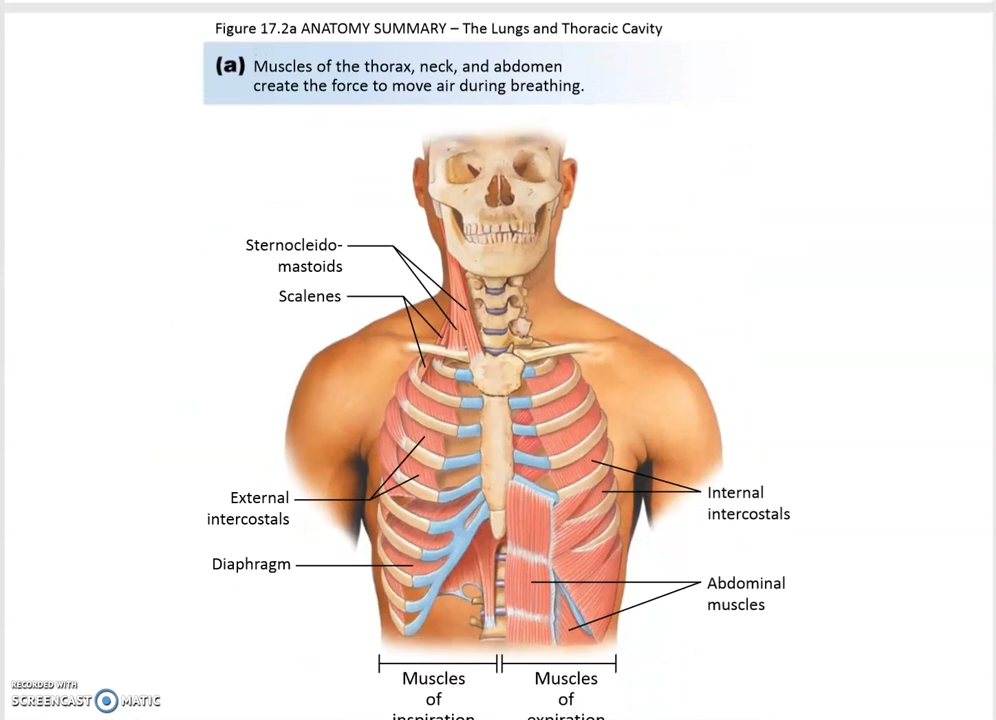 Figure 17.2a ANATOMY SUMMARY – The Lungs and Thoracic Cavity
(a) Muscles of the thorax, neck, and abdomen
create the force to move air during breathing.
Sternocleido-
mastoids
Scalenes
External
intercostals
Diaphragm
Internal
intercostals
Abdominal
muscles
Muscles
of
inspiration
Muscles
of
expiration
RECORDED WITH
SCREENCAST MATIC